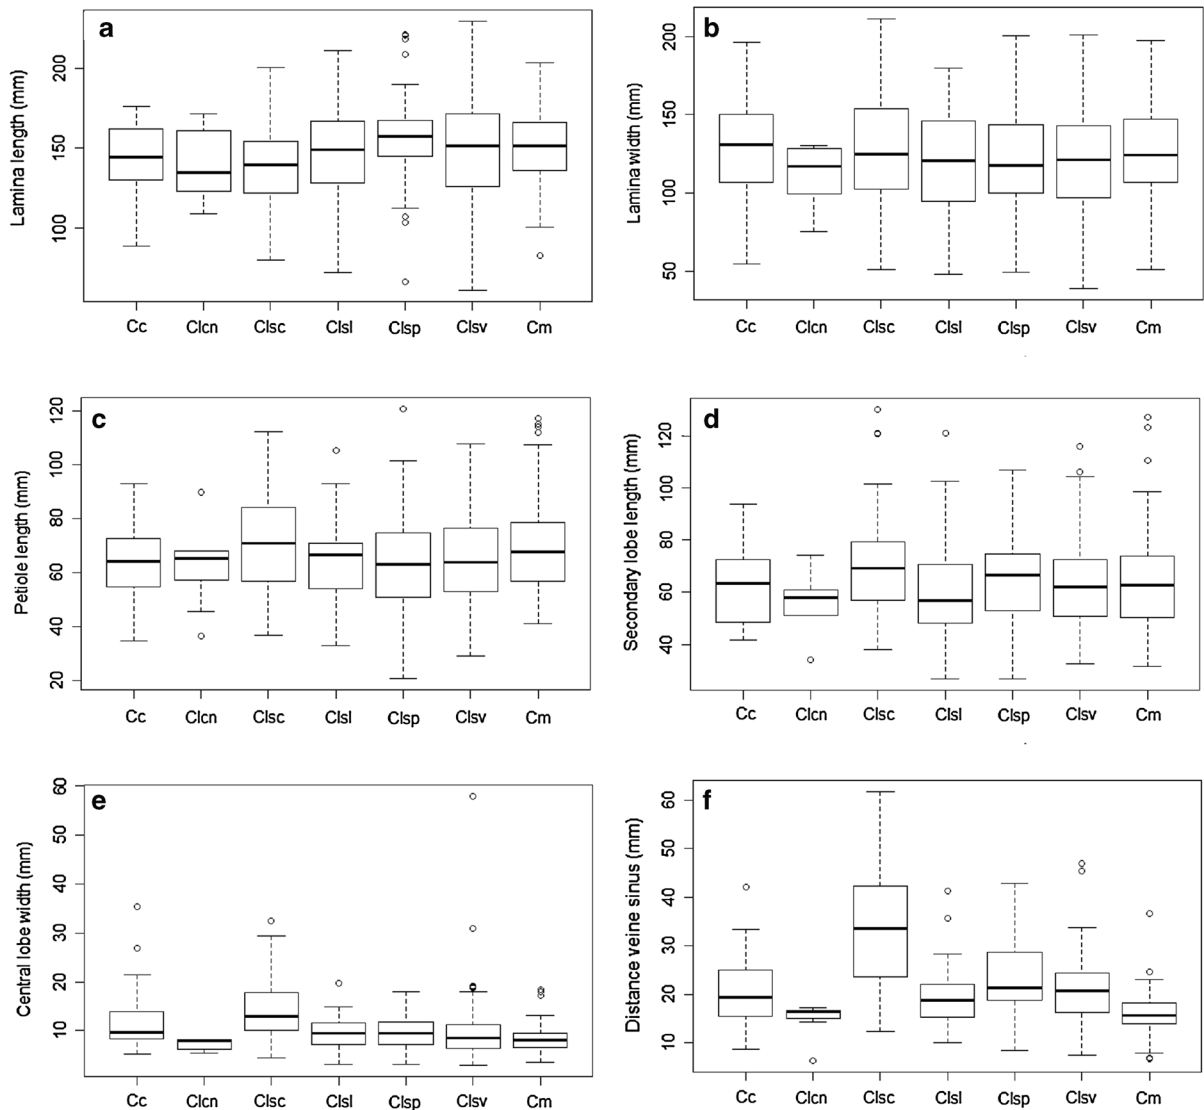 a
Lamina length (mm)
100 150 200
Cc Clcn Clsc Clsl Clsp Clsv Cm
b
Lamina width (mm)
50 100 150 200
Cc Clcn Clsc Clsl Clsp Clsv Cm
c
Petiole length (mm)
20 40 60 80 100 120
Cc Clcn Clsc Clsl Clsp Clsv Cm
d
Secondary lobe length (mm)
40 60 80 100 120
Cc Clcn Clsc Clsl Clsp Clsv Cm
e
Central lobe width (mm)
10 20 30 40 50 60
Cc Clcn Clsc Clsl Clsp Clsv Cm
f
Distance veine sinus (mm)
10 20 30 40 50 60
Cc Clcn Clsc Clsl Clsp Clsv Cm